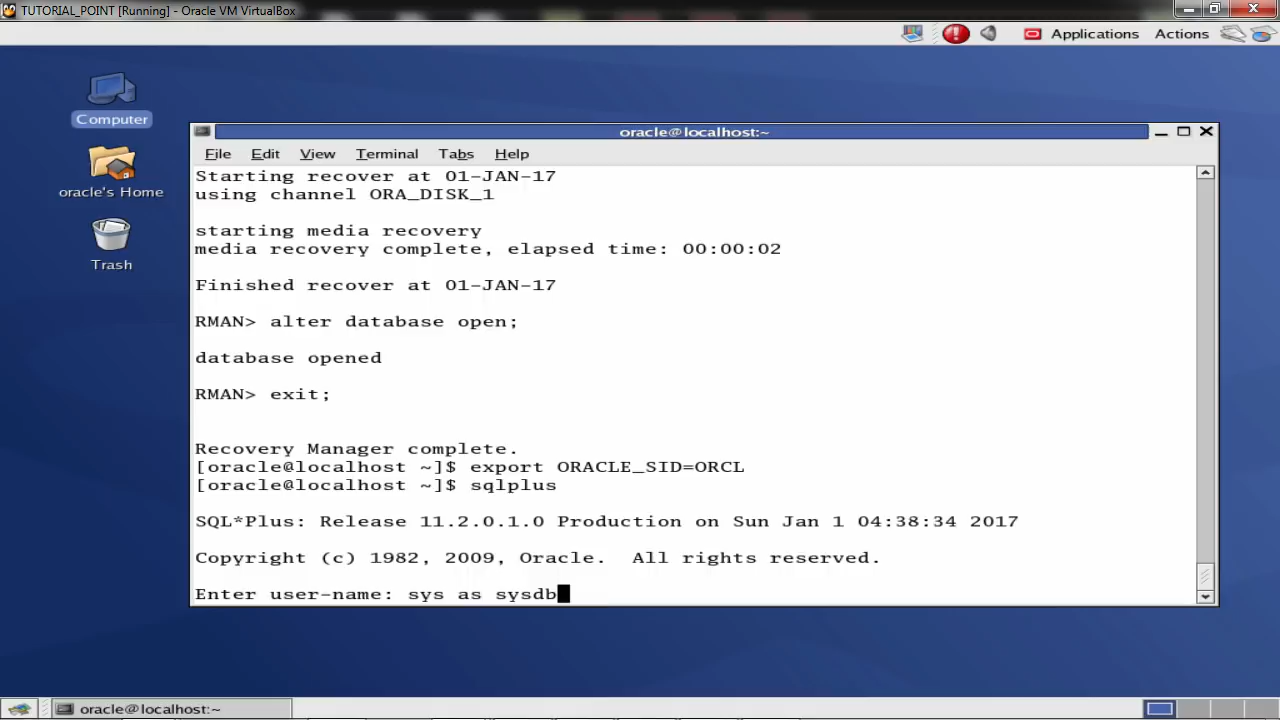 TUTORIAL_POINT [Running] - Oracle VM VirtualBox
Applications Actions
Computer
oracle's Home
Trash
oracle@localhost:~
File Edit View Terminal Tabs Help
Starting recover at 01-JAN-17
using channel ORA_DISK_1
starting media recovery
media recovery complete, elapsed time: 00:00:02
Finished recover at 01-JAN-17
RMAN> alter database open;
database opened
RMAN> exit;
Recovery Manager complete.
[oracle@localhost ~]$ export ORACLE_SID=ORCL
[oracle@localhost ~]$ sqlplus
SQL*Plus: Release 11.2.0.1.0 Production on Sun Jan 1 04:38:34 2017
Copyright (c) 1982, 2009, Oracle.  All rights reserved.
Enter user-name: sys as sysdb
oracle@localhost:~